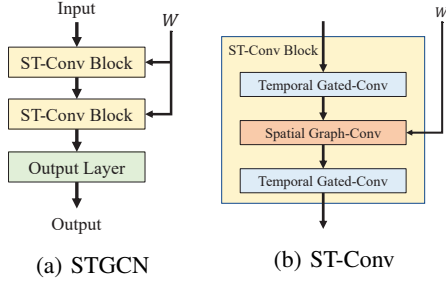 Input
W
ST-Conv Block
ST-Conv Block
Output Layer
Output
(a) STGCN
W
ST-Conv Block
Temporal Gated-Conv
Spatial Graph-Conv
Temporal Gated-Conv
(b) ST-Conv